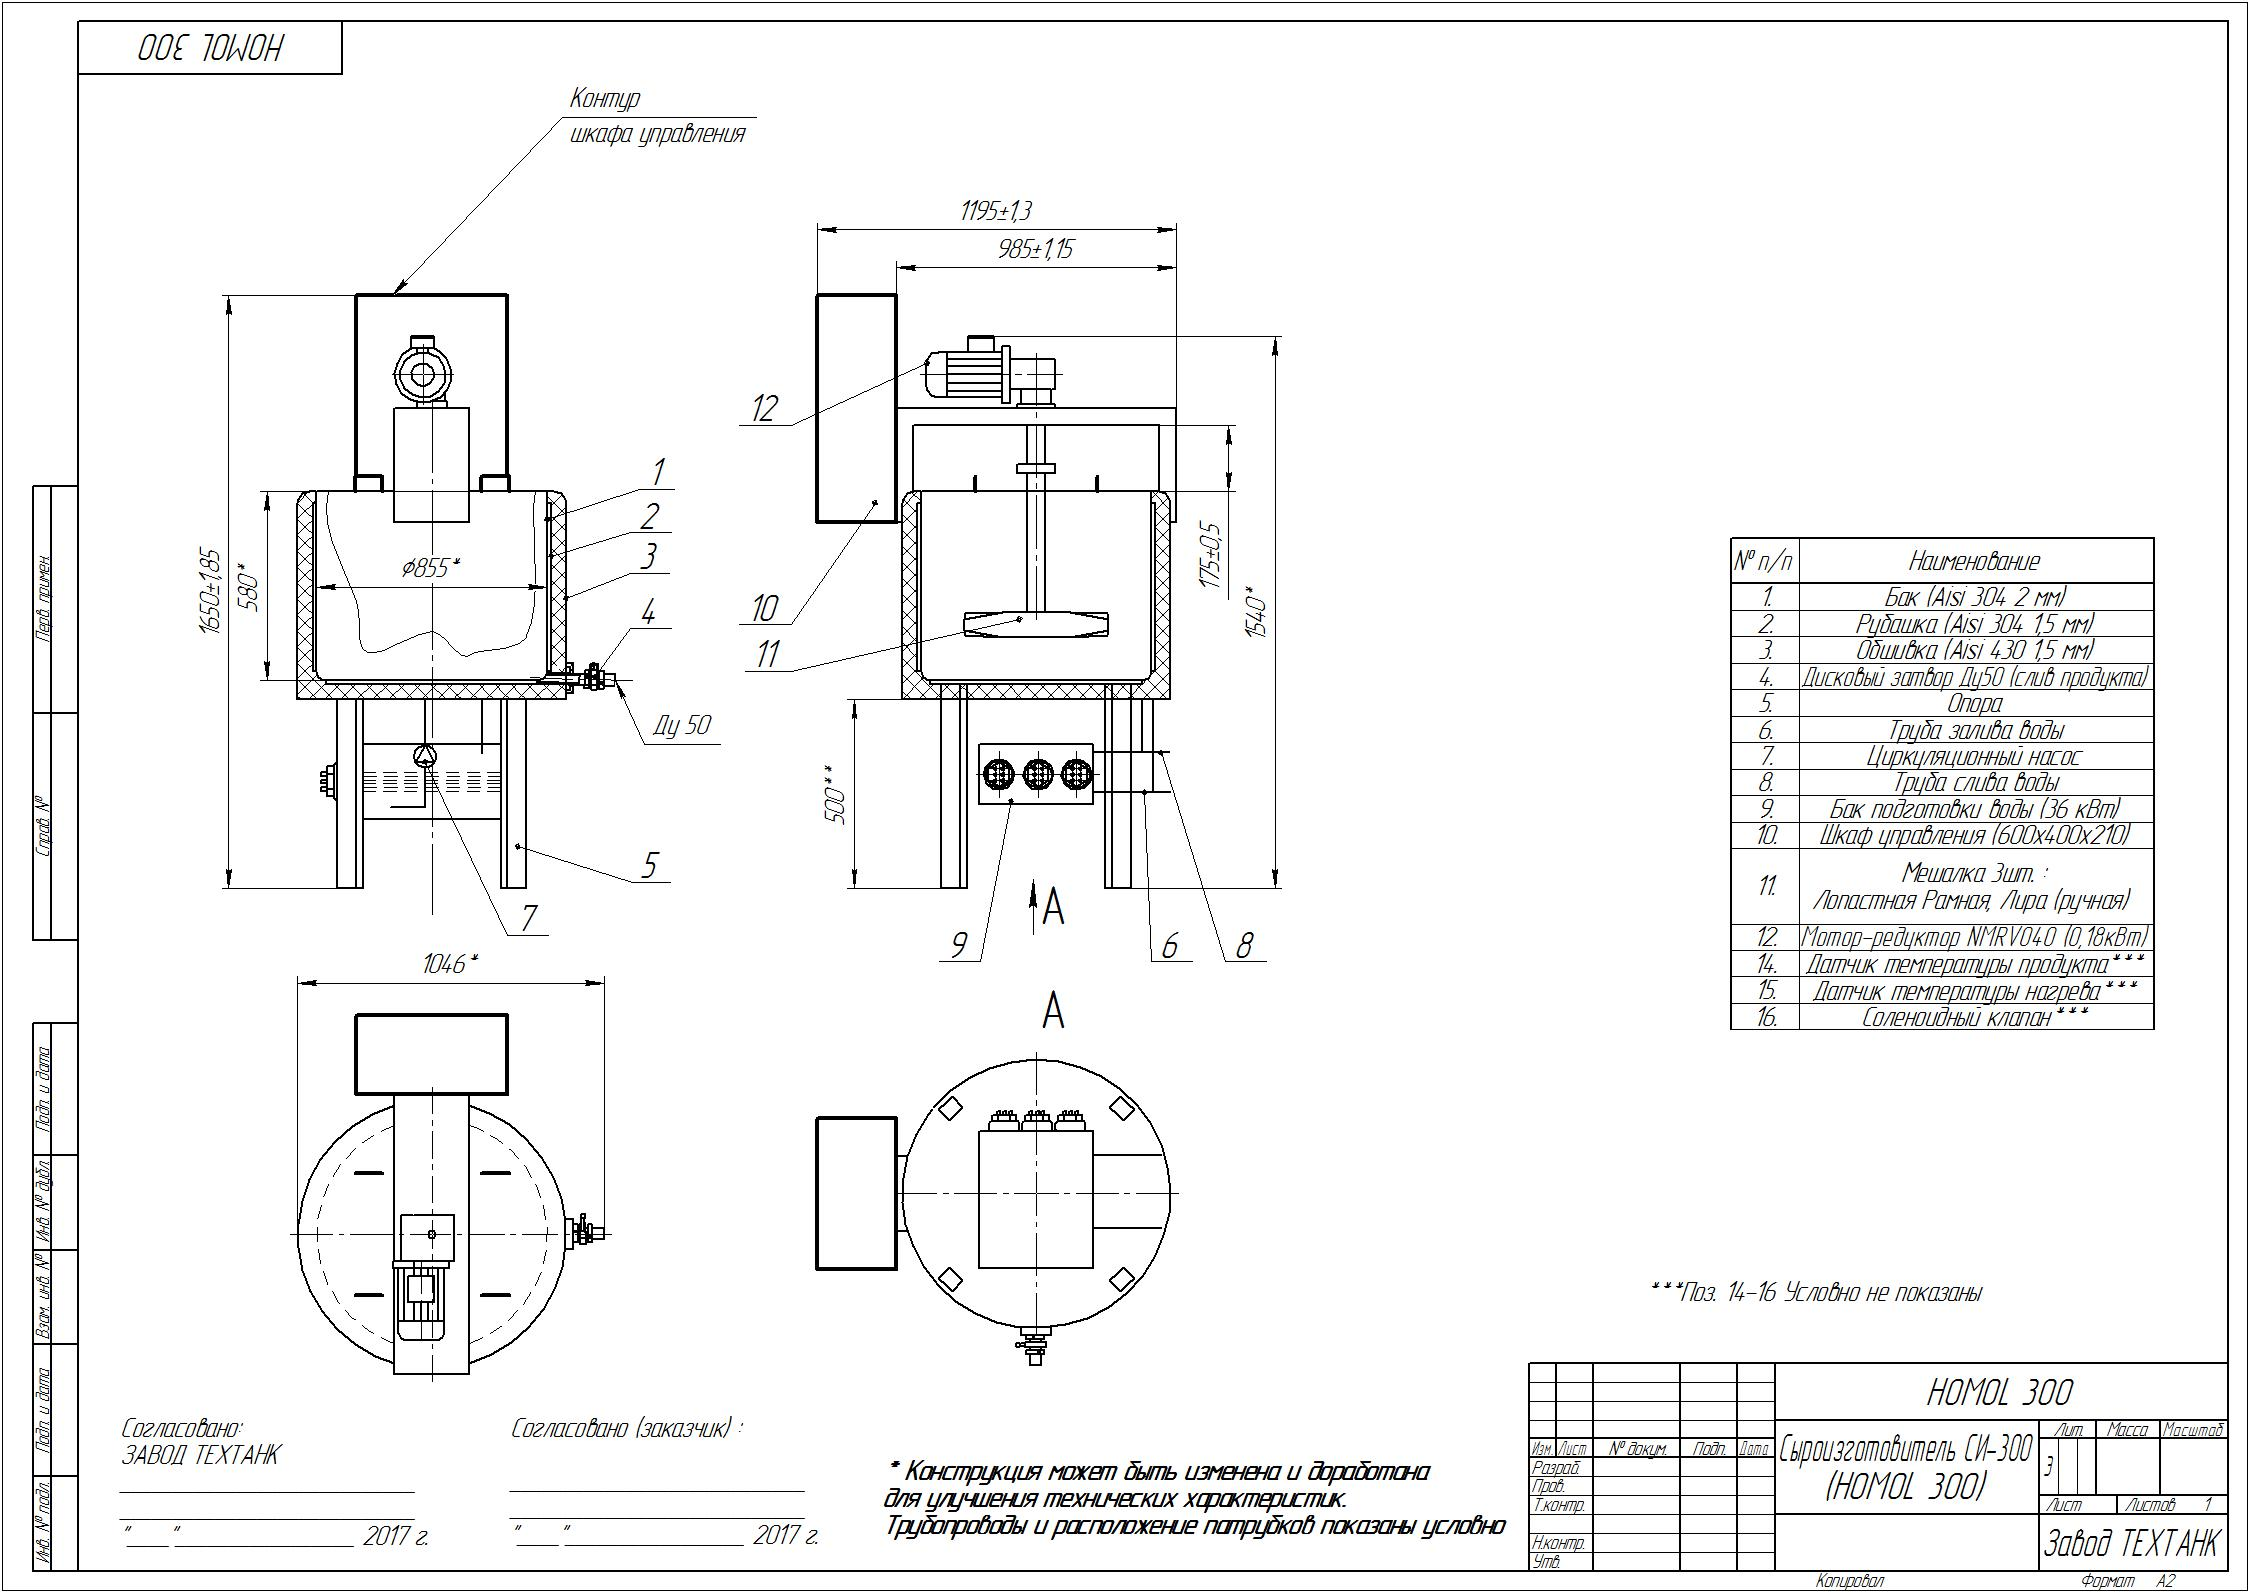 HOMOL 300
Контур
шкафа управления
1195±1,3
985±1,15
1650±1,85
580*
ϕ855*
1
2
3
4
Ду 50
5
7
12
10
11
175±0,5
1540*
500**
9
А
6
8
1046*
А
№ п/п Наименование
1. Бак (Aisi 304 2 мм)
2. Рубашка (Aisi 304 1,5 мм)
3. Обшивка (Aisi 430 1,5 мм)
4. Дисковый затвор Ду50 (слив продукта)
5. Опора
6. Труба залива воды
7. Циркуляционный насос
8. Труба слива воды
9. Бак подготовки воды (36 кВт)
10. Шкаф управления (600х400х210)
11. Мешалка 3шт. :
Лопастная Рамная, Лира (ручная)
12. Мотор-редуктор NMRV040 (0,18кВт)
14. Датчик температуры продукта***
15. Датчик температуры нагрева***
16. Соленоидный клапан***
***Поз. 14-16 Условно не показаны
Перв. примен.
Справ. №
Подп. и дата
Инв. № дубл.
Взам. инв. №
Подп. и дата
Инв. № подл.
Согласовано:
ЗАВОД ТЕХТАНК
"____"____________________ 2017 г.
Согласовано (заказчик) :
"____"____________________ 2017 г.
* Конструкция может быть изменена и доработана
для улучшения технических характеристик.
Трубопроводы и расположение патрубков показаны условно
HOMOL 300
Изм. Лист № докум. Подп. Дата
Разраб.
Пров.
Т.контр.
Н.контр.
Утв.
Сыроизготовитель СИ-300
(HOMOL 300)
Лит. Масса Масштаб
Э
Лист Листов 1
Завод ТЕХТАНК
Копировал Формат А2